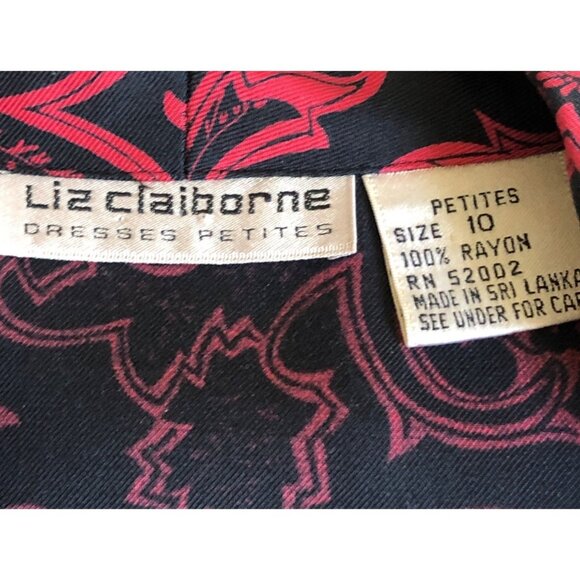 Liz claiborne
DRESSES PETITES
PETITES
SIZE 10
100% RAYON
RN 52002
MADE IN SRI LANKA
SEE UNDER FOR CAR